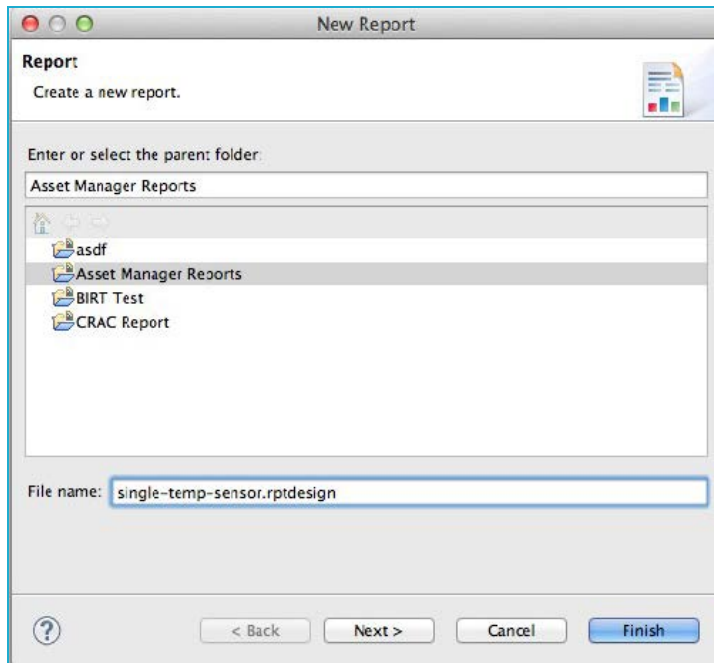 New Report
Report
Create a new report.
Enter or select the parent folder:
Asset Manager Reports
asdf
Asset Manager Reports
BIRT Test
CRAC Report
File name: single-temp-sensor.rptdesign
?
< Back Next > Cancel Finish